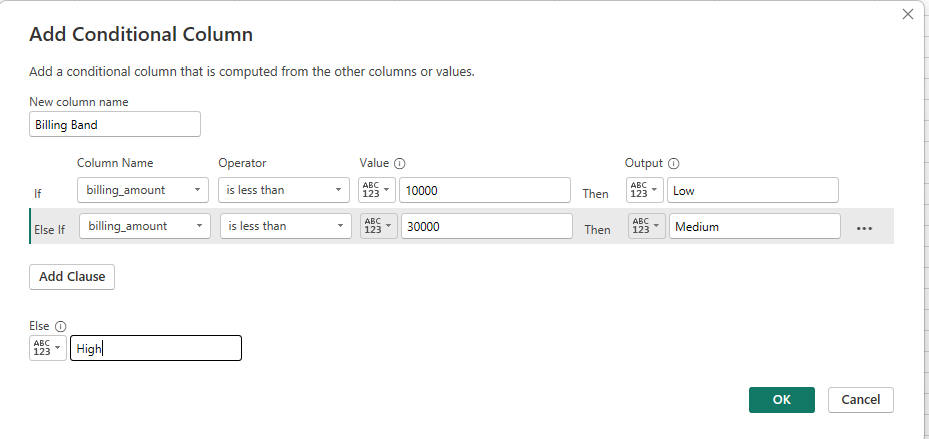 Add Conditional Column
Add a conditional column that is computed from the other columns or values.
New column name
Billing Band
Column Name Operator Value Output
If billing_amount is less than ABC 123 10000 Then ABC 123 Low
Else If billing_amount is less than ABC 123 30000 Then ABC 123 Medium ...
Add Clause
Else
ABC 123 High
OK Cancel